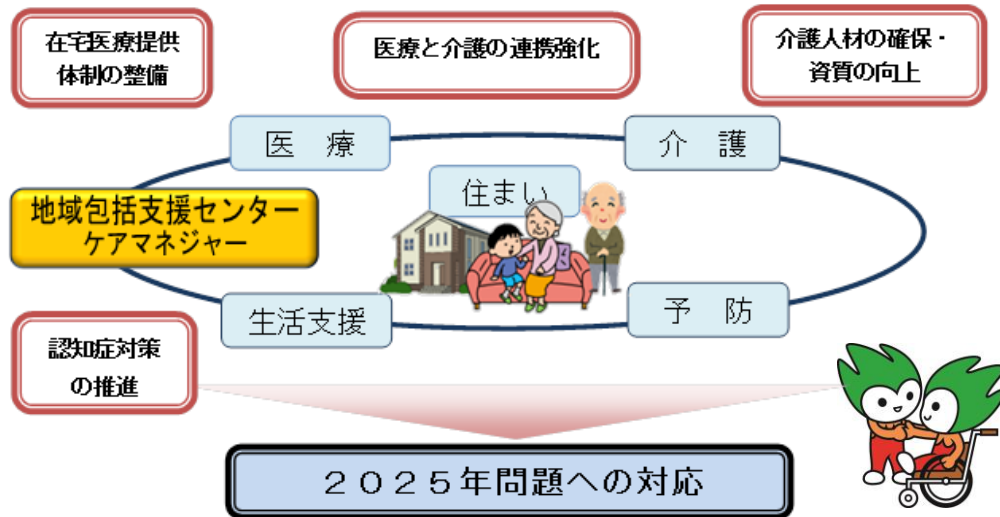 在宅医療提供
体制の整備
医療と介護の連携強化
介護人材の確保・
資質の向上
医　療
介　護
住まい
地域包括支援センター
ケアマネジャー
生活支援
予　防
認知症対策
の推進
２０２５年問題への対応